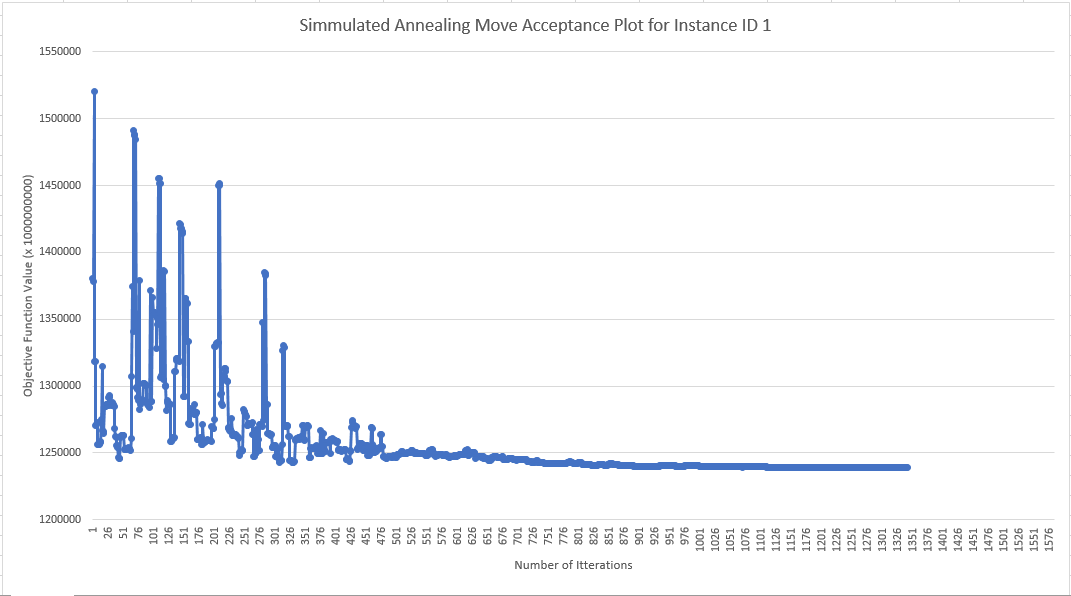 Simmulated Annealing Move Acceptance Plot for Instance ID 1
Objective Function Value (x 1000000000)
1550000
1500000
1450000
1400000
1350000
1300000
1250000
1200000
1 26 51 76 101 126 151 176 201 226 251 276 301 326 351 376 401 426 451 476 501 526 551 576 601 626 651 676 701 726 751 776 801 826 851 876 901 926 951 976 1001 1026 1051 1076 1101 1126 1151 1176 1201 1226 1251 1276 1301 1326 1351 1376 1401 1426 1451 1476 1501 1526 1551 1576
Number of Itterations